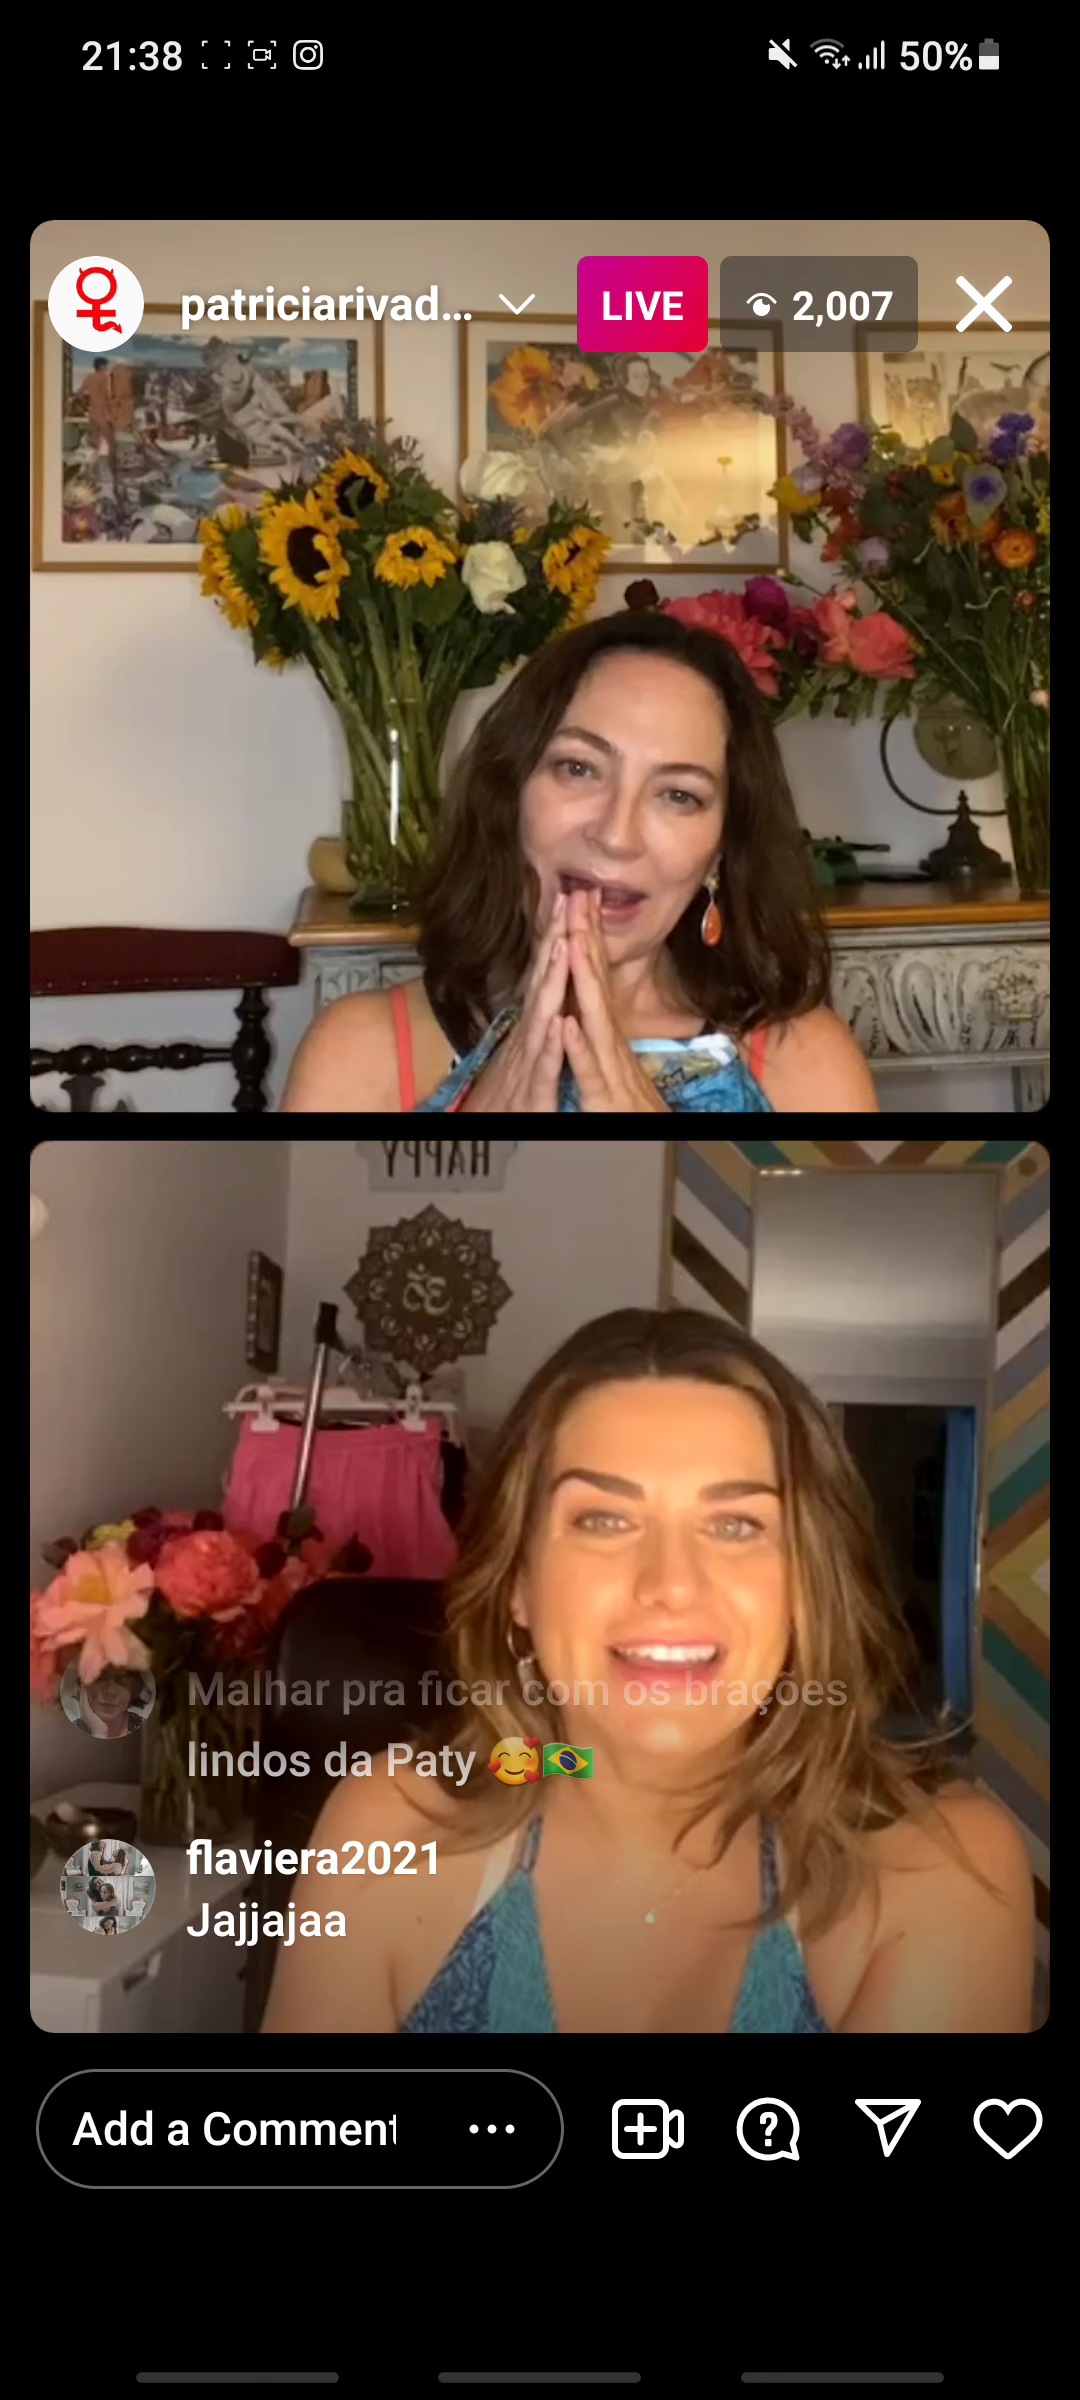 21:38
50%
patriciarivad...
LIVE
2,007
HAPPY
ॐ
Malhar pra ficar com os brações
lindos da Paty 🥰🇧🇷
flaviera2021
Jajjajaa
Add a Comment